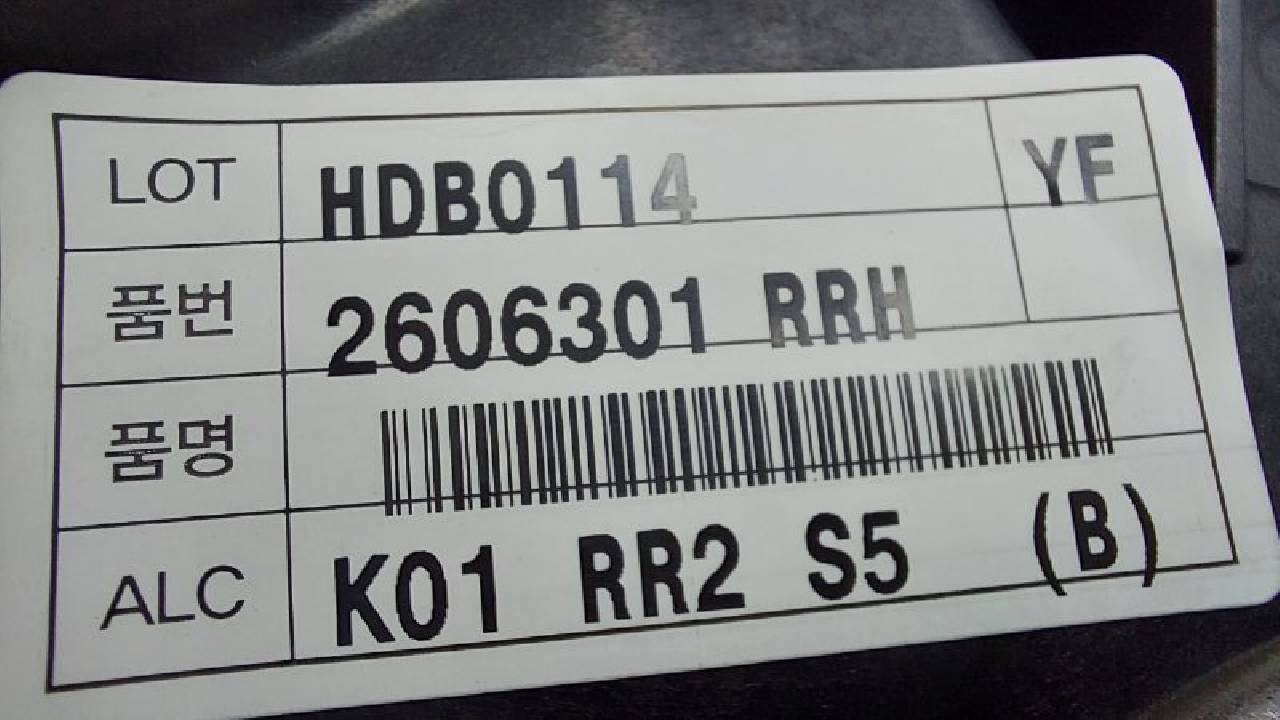 LOT HDB0114 YF
품번 2606301 RRH
품명
ALC K01 RR2 S5 (B)